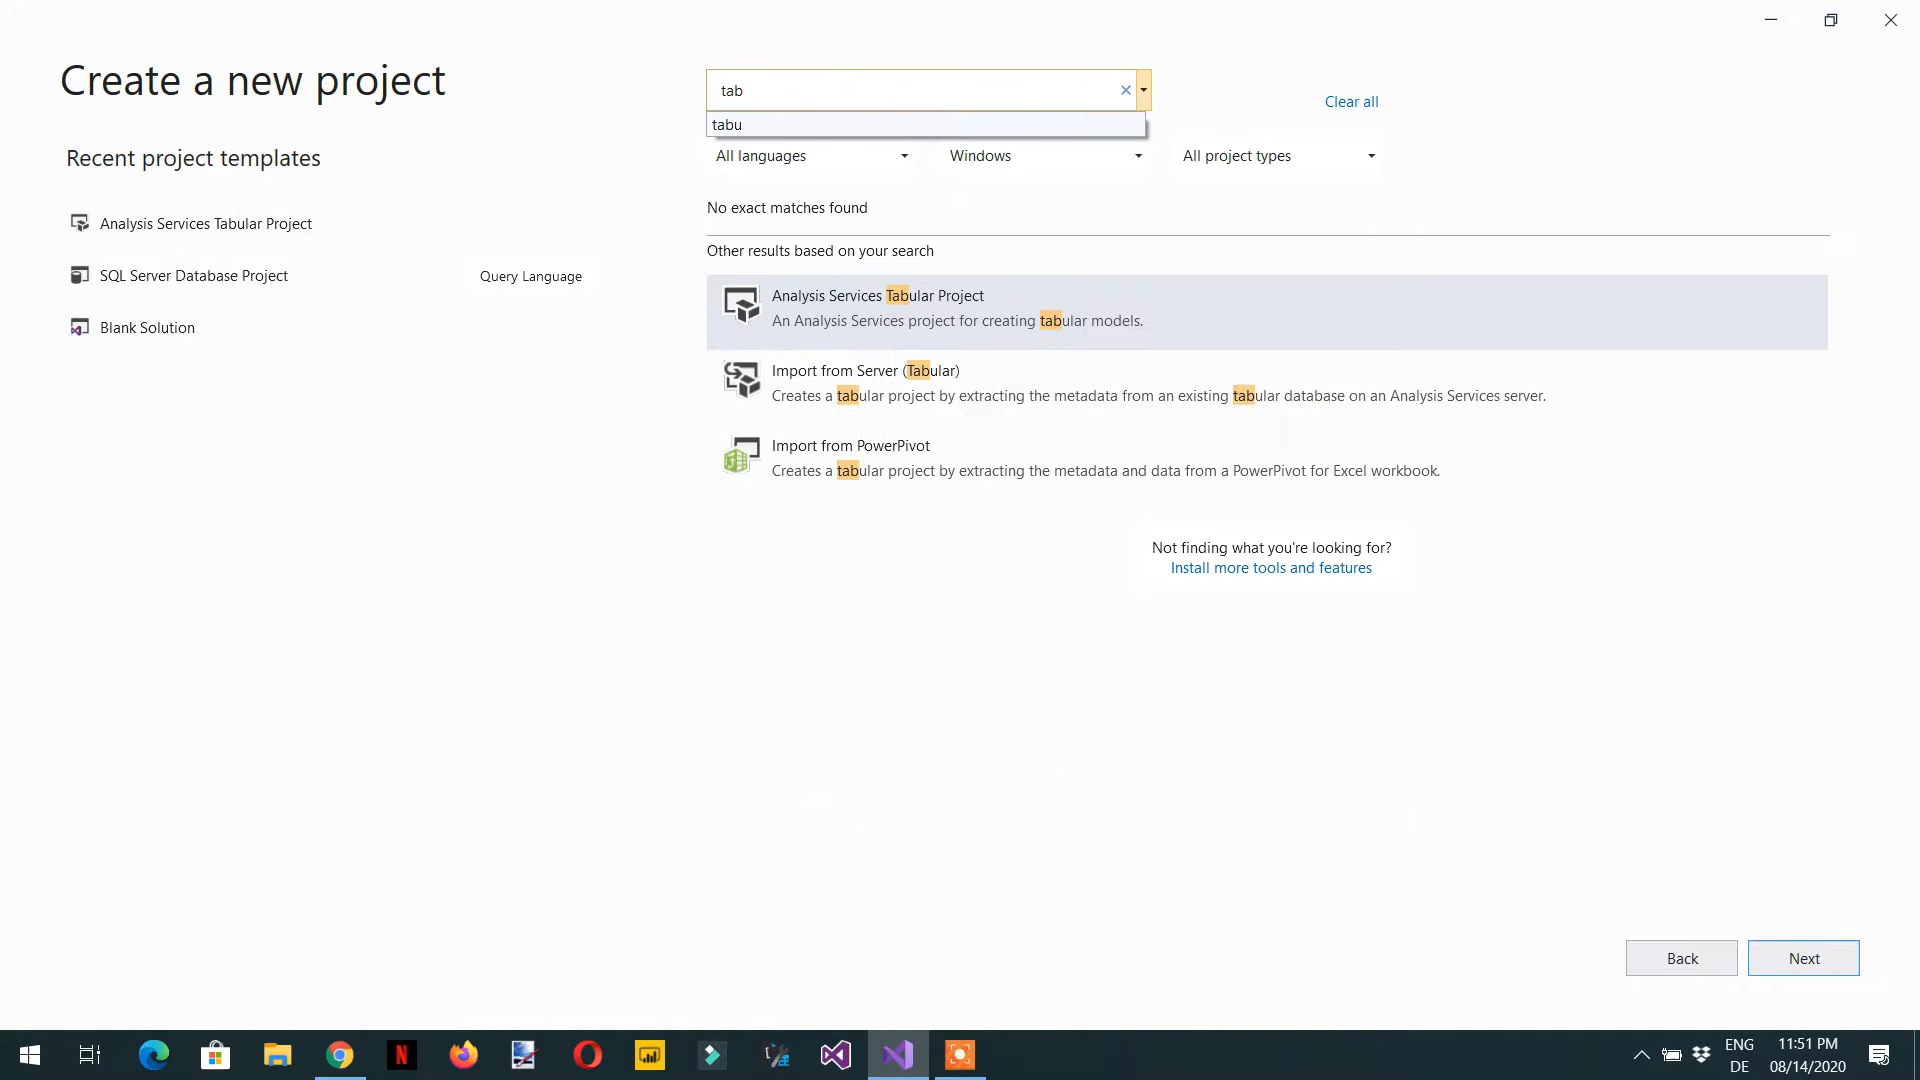 Create a new project
tab
Clear all
tabu
Recent project templates
All languages
Windows
All project types
Analysis Services Tabular Project
SQL Server Database Project
Query Language
Blank Solution
No exact matches found
Other results based on your search
Analysis Services Tabular Project
An Analysis Services project for creating tabular models.
Import from Server (Tabular)
Creates a tabular project by extracting the metadata from an existing tabular database on an Analysis Services server.
Import from PowerPivot
Creates a tabular project by extracting the metadata and data from a PowerPivot for Excel workbook.
Not finding what you're looking for?
Install more tools and features
Back
Next
N
ENG
DE
11:51 PM
08/14/2020